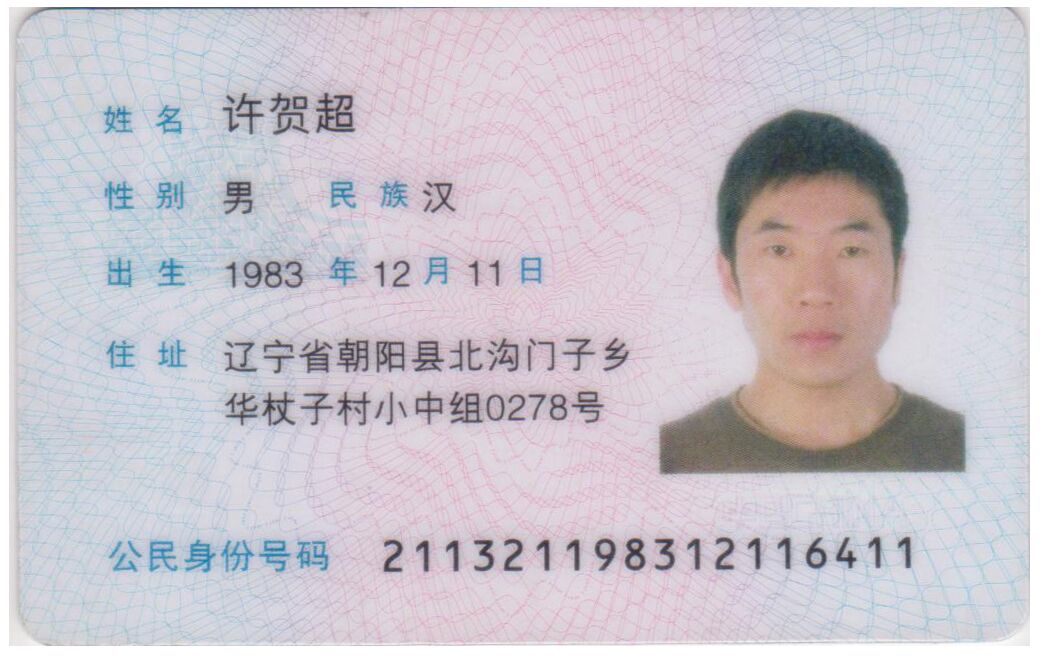 姓名 许贺超
性别 男 民族 汉
出生 1983 年 12 月 11 日
住址 辽宁省朝阳县北沟门子乡
华杖子村小中组0278号
公民身份号码 211321198312116411